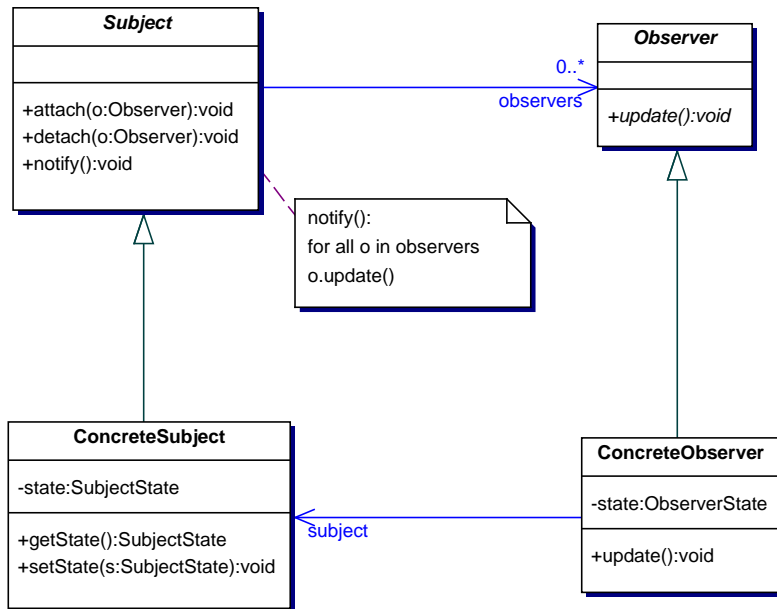 Subject
+attach(o:Observer):void
+detach(o:Observer):void
+notify():void
0..*
observers
Observer
+update():void
notify():
for all o in observers
o.update()
ConcreteSubject
-state:SubjectState
+getState():SubjectState
+setState(s:SubjectState):void
subject
ConcreteObserver
-state:ObserverState
+update():void